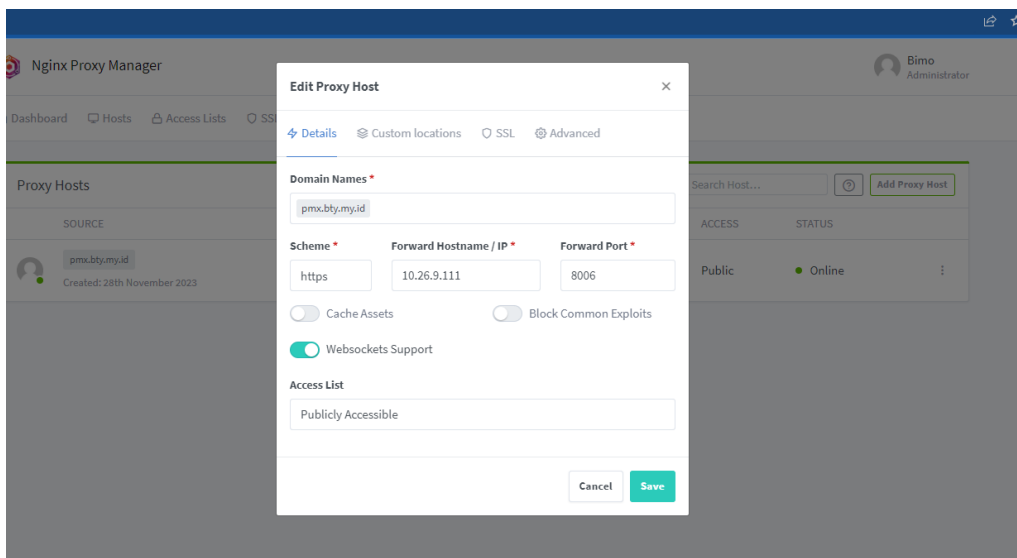 Nginx Proxy Manager
Bimo
Administrator
Dashboard Hosts Access Lists SS
Edit Proxy Host
Details Custom locations SSL Advanced
Proxy Hosts
Search Host... Add Proxy Host
SOURCE ACCESS STATUS
pmx.bty.my.id
Created: 28th November 2023
Public Online
Domain Names *
pmx.bty.my.id
Scheme * Forward Hostname / IP * Forward Port *
https 10.26.9.111 8006
Cache Assets Block Common Exploits
Websockets Support
Access List
Publicly Accessible
Cancel Save